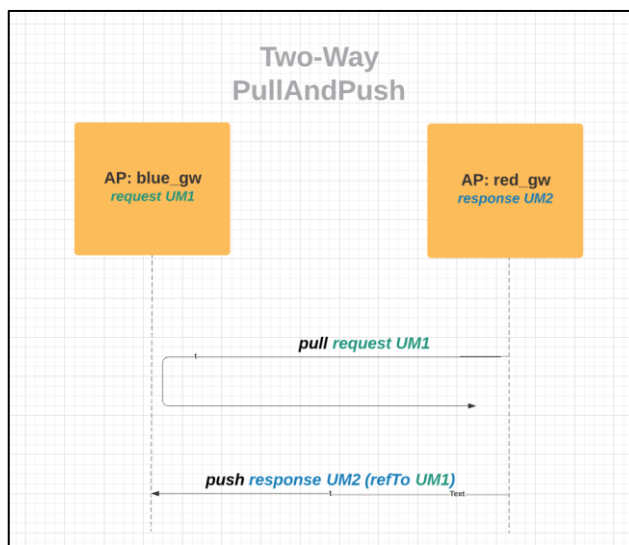 Two-Way
PullAndPush
AP: blue_gw
request UM1
AP: red_gw
response UM2
pull request UM1
push response UM2 (refTo UM1)
Text